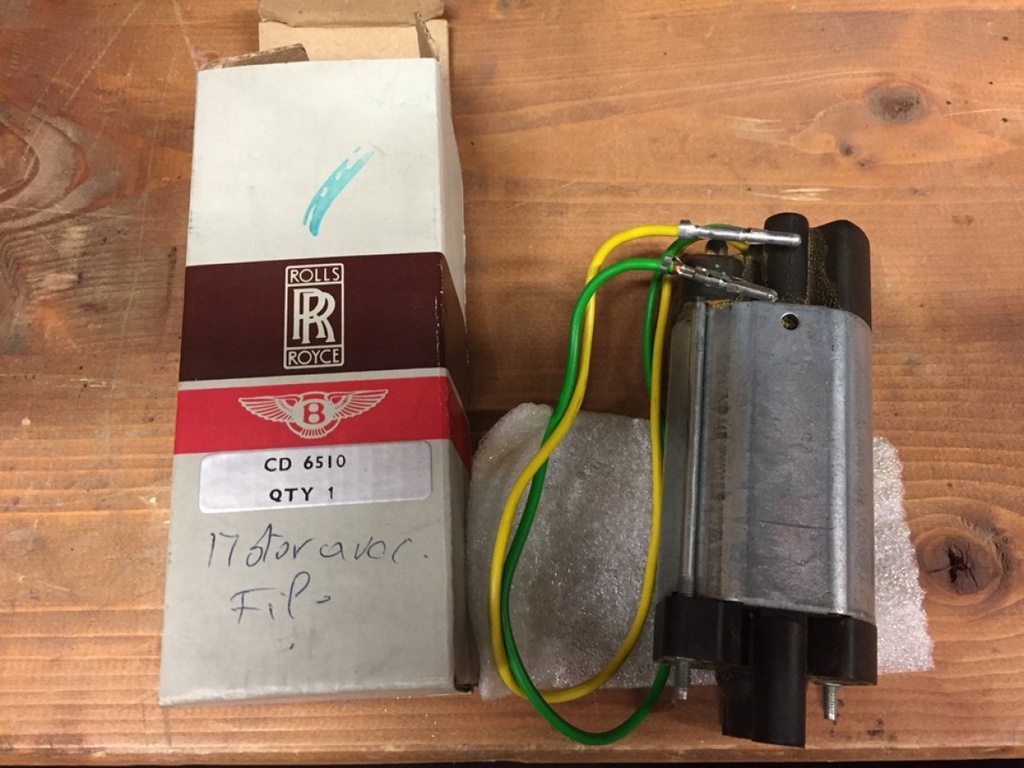 ROLLS
RR
ROYCE
B
CD 6510
QTY 1
Motor avec.
Fil-